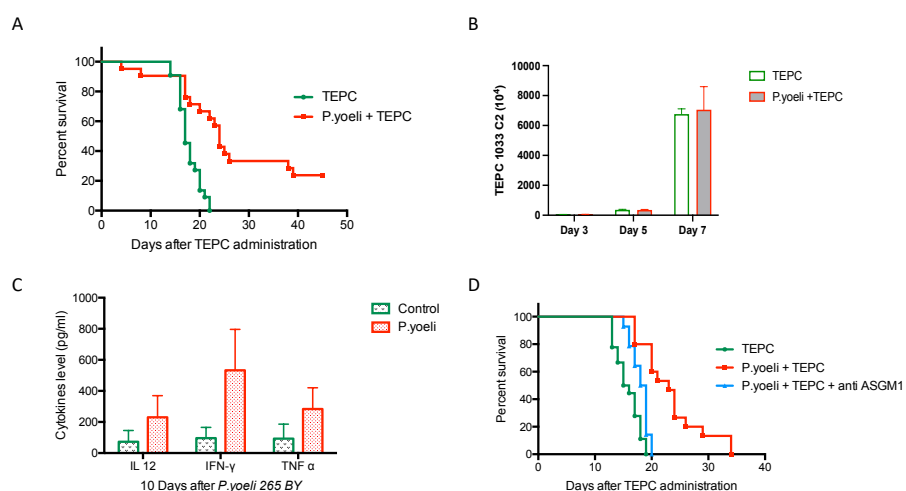 A
Percent survival
100
80
60
40
20
0
0 10 20 30 40 50
Days after TEPC administration
TEPC
P.yoeli + TEPC
B
TEPC 1033 C2 (10⁴)
10000
8000
6000
4000
2000
0
Day 3 Day 5 Day 7
TEPC
P.yoeli +TEPC
C
Cytokines level (pg/ml)
1000
800
600
400
200
0
IL 12 IFN-γ TNF α
10 Days after P.yoeli 265 BY
Control
P.yoeli
D
Percent survival
100
80
60
40
20
0
0 10 20 30 40
Days after TEPC administration
TEPC
P.yoeli + TEPC
P.yoeli + TEPC + anti ASGM1